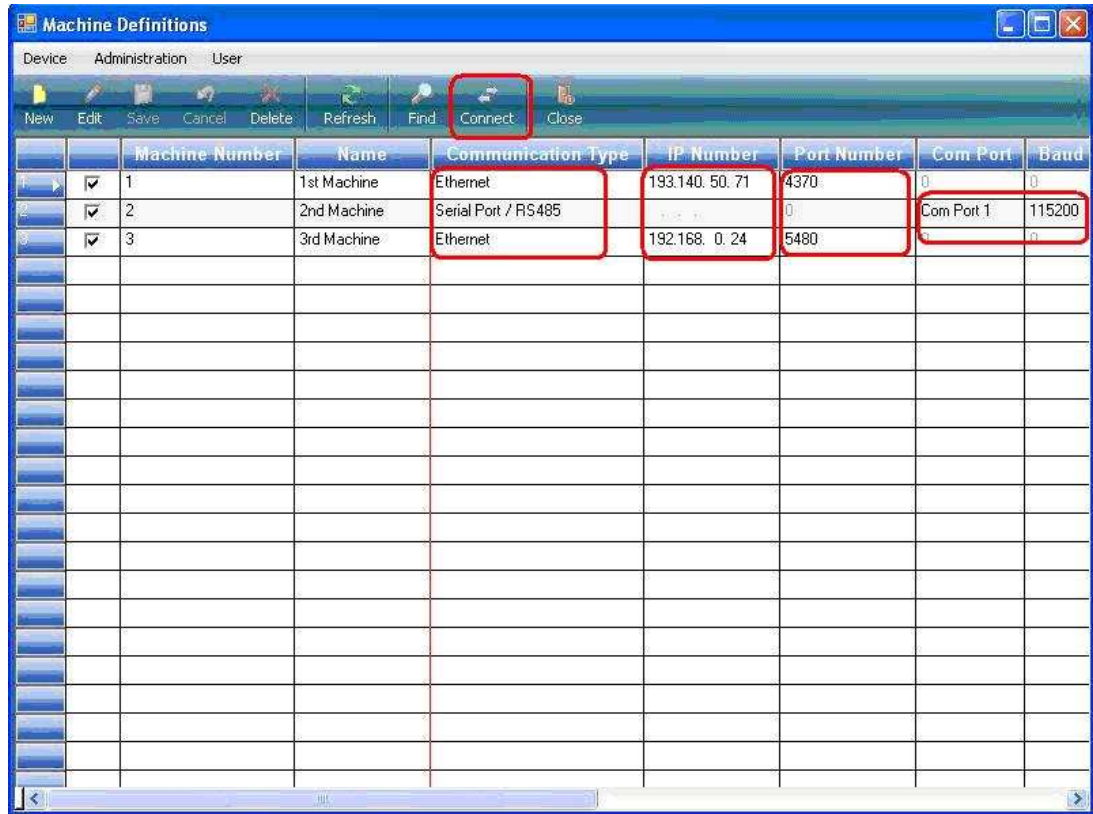 Machine Definitions
Device Administration User
New Edit Save Cancel Delete Refresh Find Connect Close
Machine Number Name Communication Type IP Number Port Number Com Port Baud
1 1 1st Machine Ethernet 193.140. 50. 71 4370 0 0
2 2 2nd Machine Serial Port / RS485 . . . 0 Com Port 1 115200
3 3 3rd Machine Ethernet 192.168. 0. 24 5480 0 0